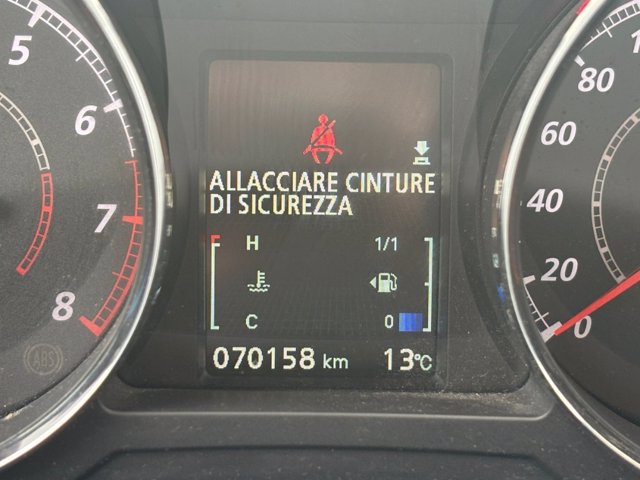 5
6
7
8
ABS
ALLACCIARE CINTURE
DI SICUREZZA
H 1/1
C 0
070158 km 13°C
80
60
40
20
0